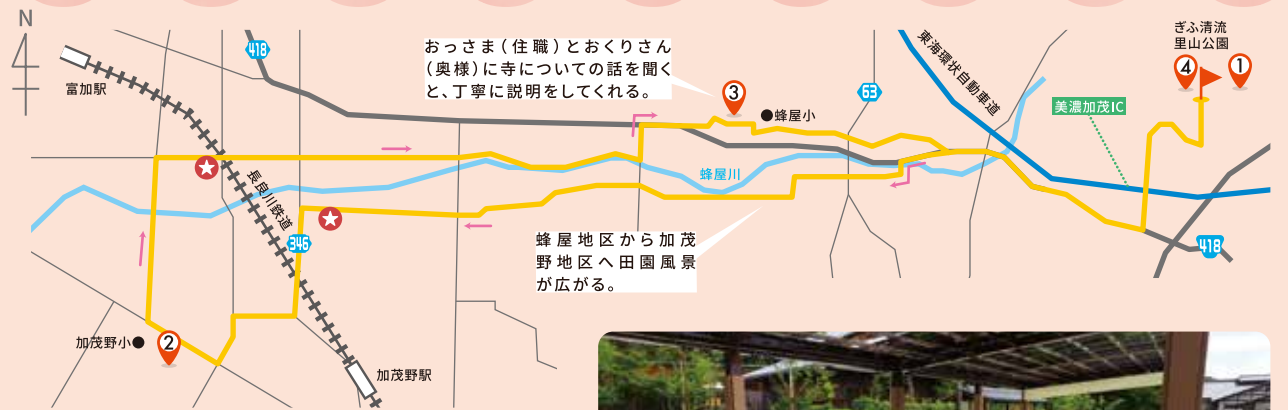 N
富加駅
418
おっさま（住職）とおくりさん
（奥様）に寺についての話を聞く
と、丁寧に説明をしてくれる。
3
●蜂屋小
63
東海環状自動車道
美濃加茂IC
ぎふ清流
里山公園
4
1
蜂屋川
長良川鉄道
346
蜂屋地区から加茂
野地区へ田園風景
が広がる。
418
加茂野小●
2
加茂野駅